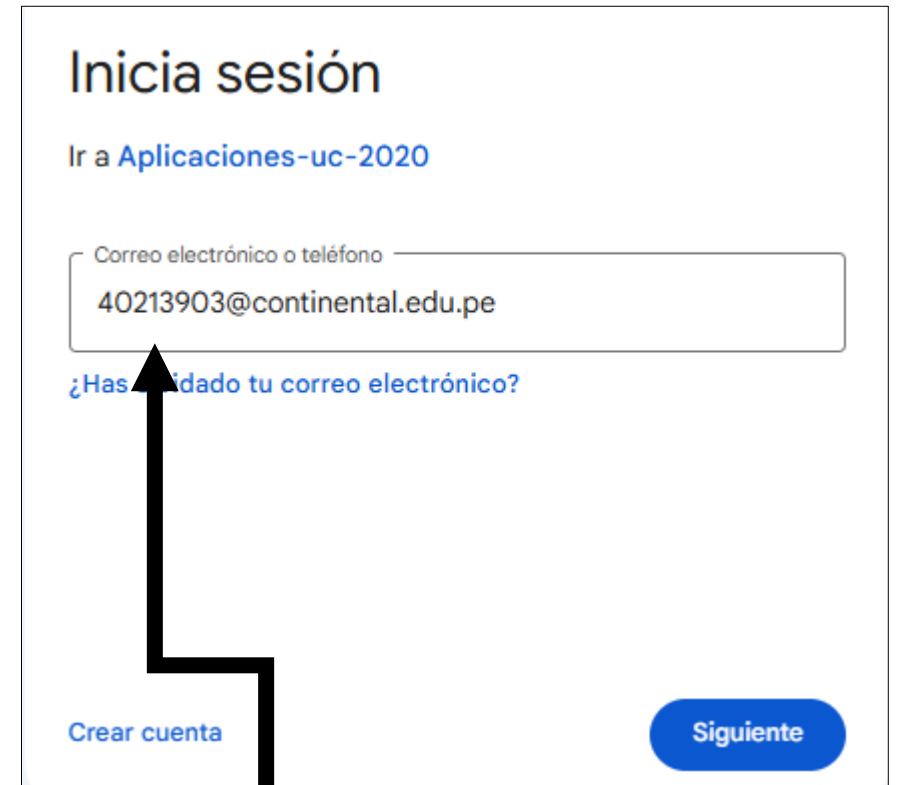 Inicia sesión
Ir a Aplicaciones-uc-2020
Correo electrónico o teléfono
40213903@continental.edu.pe
¿Has idado tu correo electrónico?
Crear cuenta
Siguiente